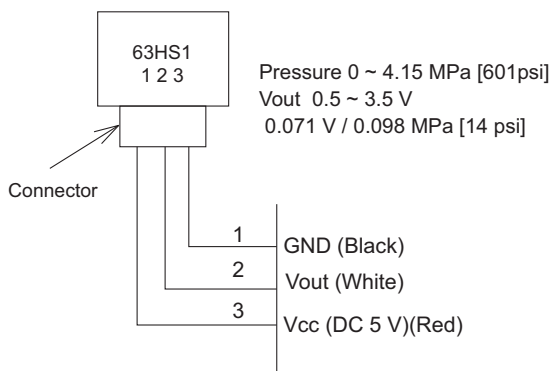 63HS1
1 2 3
Pressure 0 ~ 4.15 MPa [601psi]
Vout 0.5 ~ 3.5 V
0.071 V / 0.098 MPa [14 psi]
Connector
1
GND (Black)
2
Vout (White)
3
Vcc (DC 5 V)(Red)